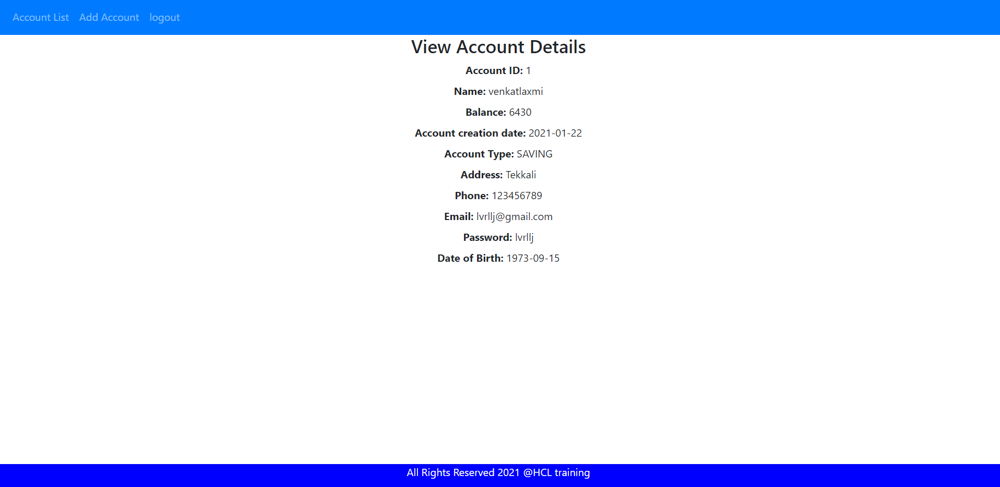 Account List Add Account logout
View Account Details
Account ID: 1
Name: venkatlaxmi
Balance: 6430
Account creation date: 2021-01-22
Account Type: SAVING
Address: Tekkali
Phone: 123456789
Email: lvrllj@gmail.com
Password: lvrllj
Date of Birth: 1973-09-15
All Rights Reserved 2021 @HCL training